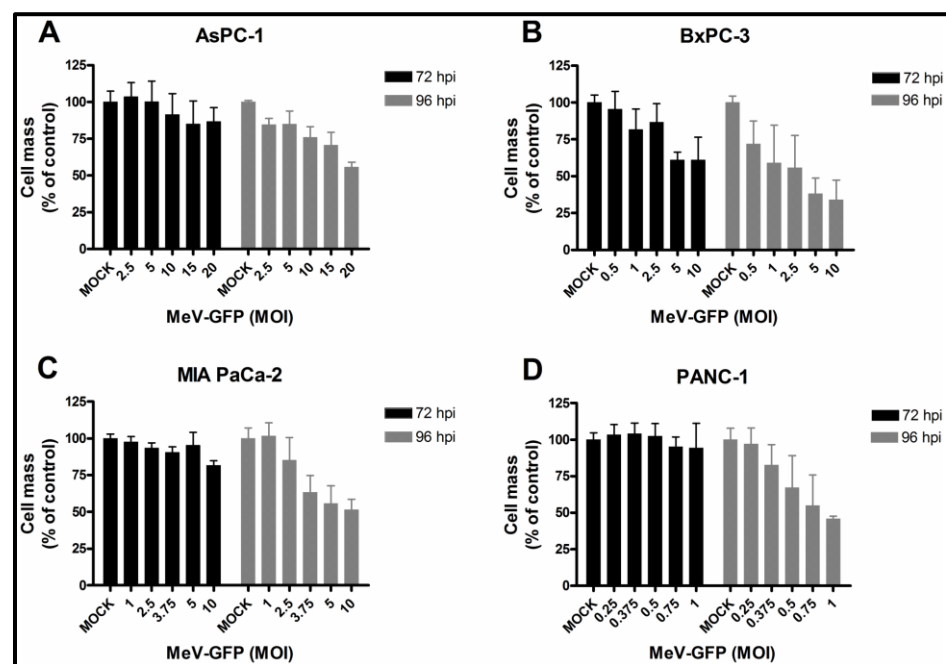 A
AsPC-1
125
100
75
50
25
0
Cell mass
(% of control)
MOCK 2.5 5 10 15 20 MOCK 2.5 5 10 15 20
MeV-GFP (MOI)
72 hpi
96 hpi
B
BxPC-3
125
100
75
50
25
0
Cell mass
(% of control)
MOCK 0.5 1 2.5 5 10 MOCK 0.5 1 2.5 5 10
MeV-GFP (MOI)
72 hpi
96 hpi
C
MIA PaCa-2
125
100
75
50
25
0
Cell mass
(% of control)
MOCK 1 2.5 3.75 5 10 MOCK 1 2.5 3.75 5 10
MeV-GFP (MOI)
72 hpi
96 hpi
D
PANC-1
125
100
75
50
25
0
Cell mass
(% of control)
MOCK 0.25 0.375 0.5 0.75 1 MOCK 0.25 0.375 0.5 0.75 1
MeV-GFP (MOI)
72 hpi
96 hpi